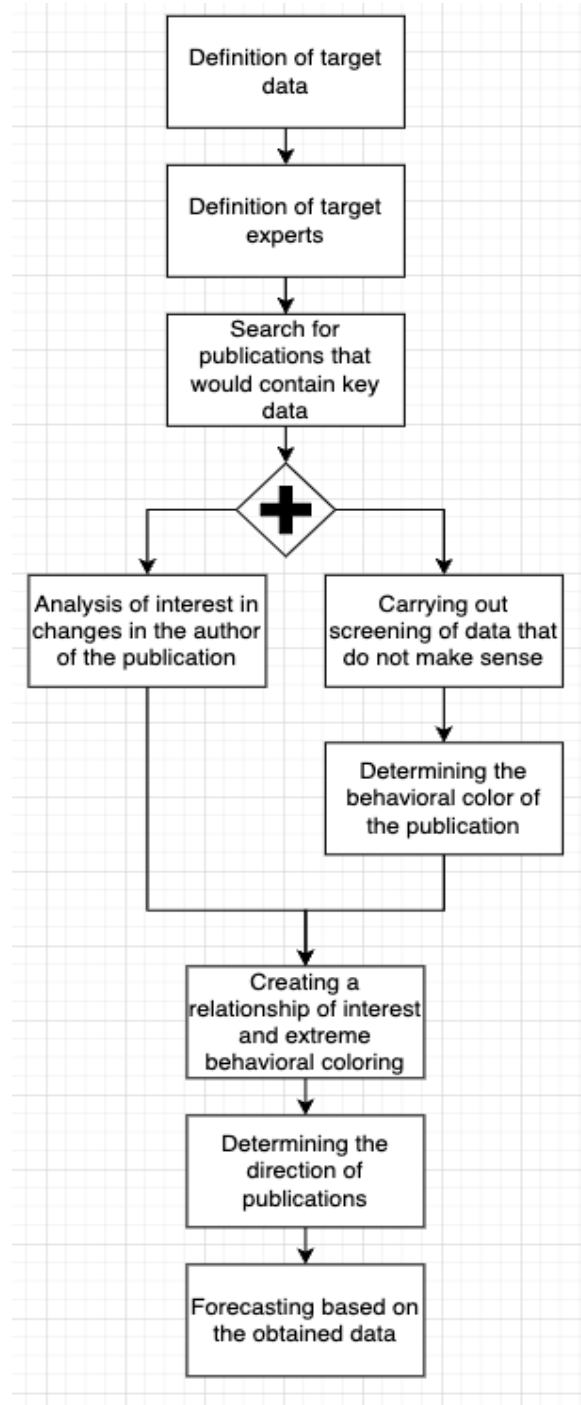 Definition of target
data
Definition of target
experts
Search for
publications that
would contain key
data
Analysis of interest in
changes in the author
of the publication
Carrying out
screening of data that
do not make sense
Determining the
behavioral color of
the publication
Creating a
relationship of interest
and extreme
behavioral coloring
Determining the
direction of
publications
Forecasting based on
the obtained data